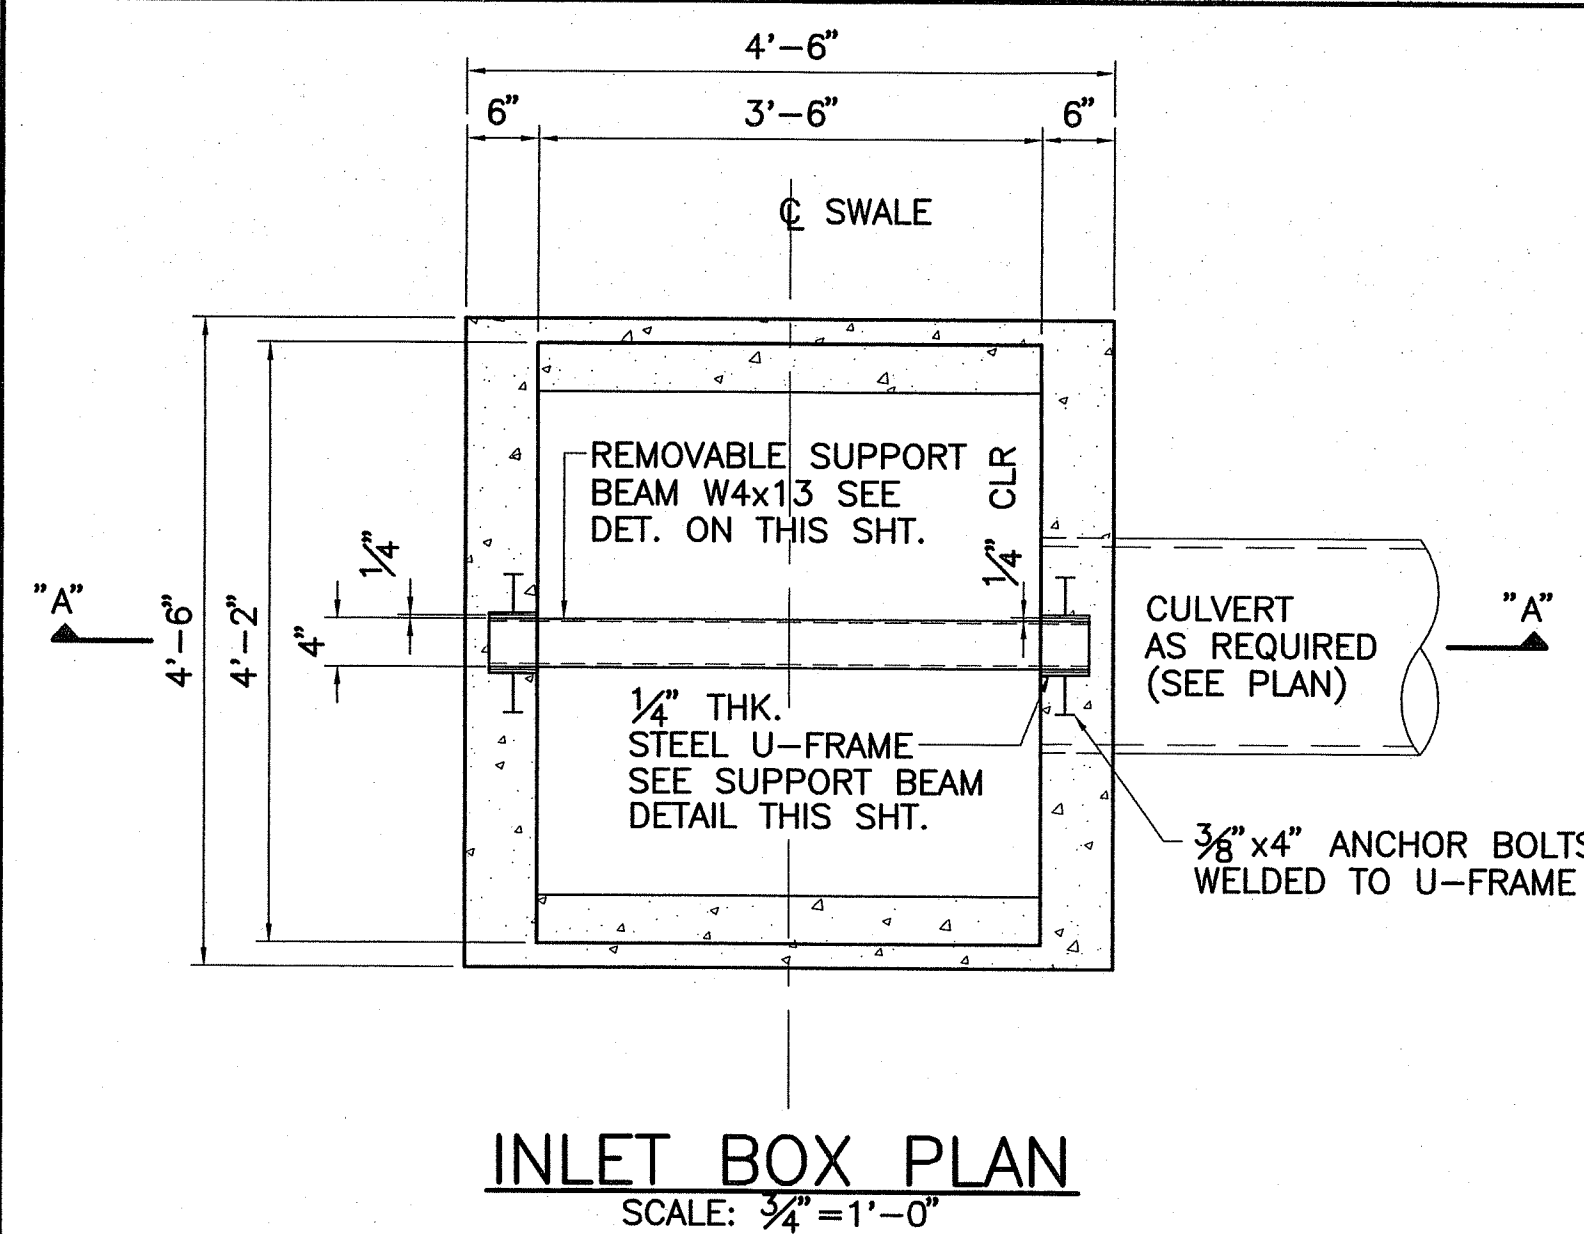 4'-6"
6" 3'-6" 6"
℄ SWALE
REMOVABLE SUPPORT
BEAM W4x13 SEE
DET. ON THIS SHT.
1/4" CLR
1/4"
"A"
4'-6"
4'-2"
4"
CULVERT
AS REQUIRED
(SEE PLAN)
"A"
1/4" THK.
STEEL U-FRAME
SEE SUPPORT BEAM
DETAIL THIS SHT.
3/8"x4" ANCHOR BOLTS
WELDED TO U-FRAME
INLET BOX PLAN
SCALE: 3/4"=1'-0"